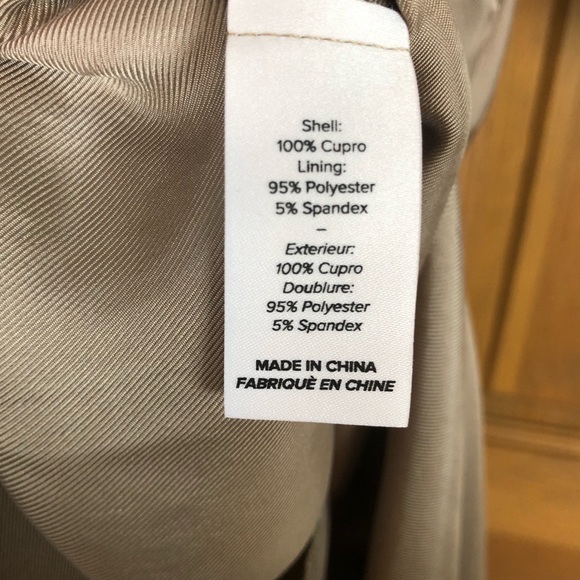 Shell:
100% Cupro
Lining:
95% Polyester
5% Spandex
–
Exterieur:
100% Cupro
Doublure:
95% Polyester
5% Spandex
MADE IN CHINA
FABRIQUÈ EN CHINE